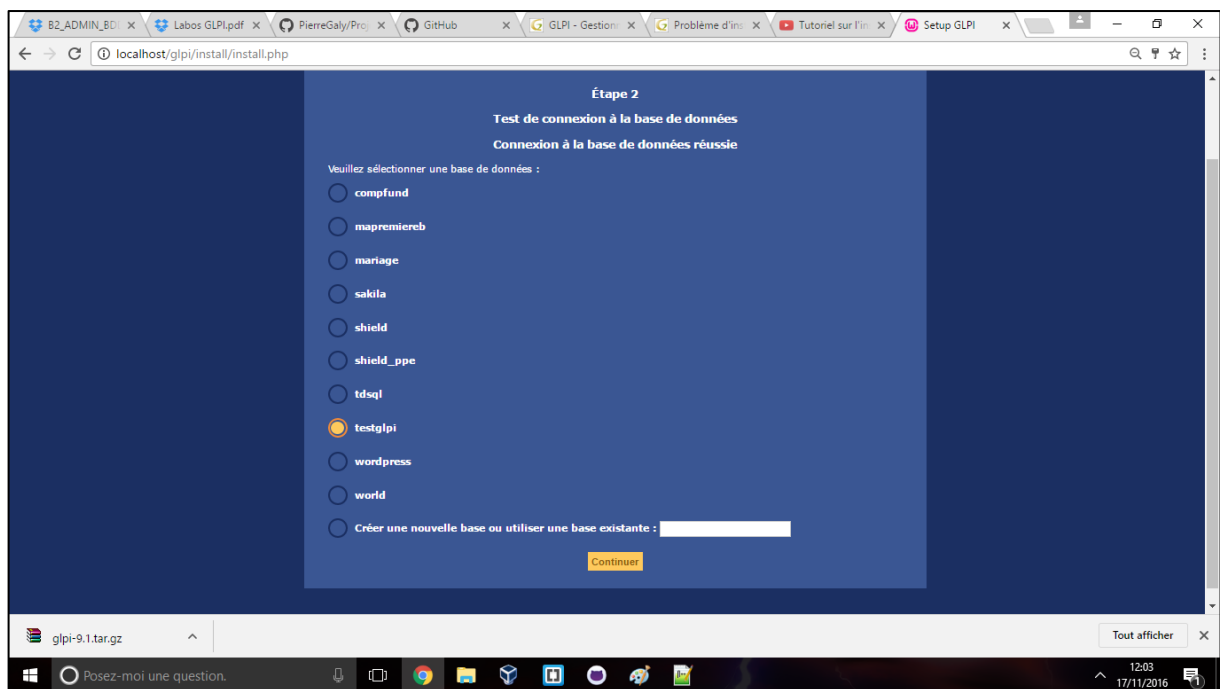 B2_ADMIN_BDD
Labos GLPI.pdf
PierreGaly/Proj
GitHub
GLPI - Gestionn
Problème d'ins
Tutoriel sur l'in
Setup GLPI
localhost/glpi/install/install.php
Étape 2
Test de connexion à la base de données
Connexion à la base de données réussie
Veuillez sélectionner une base de données :
compfund
mapremiereb
mariage
sakila
shield
shield_ppe
tdsql
testglpi
wordpress
world
Créer une nouvelle base ou utiliser une base existante :
Continuer
glpi-9.1.tar.gz
Tout afficher
Posez-moi une question.
12:03
17/11/2016